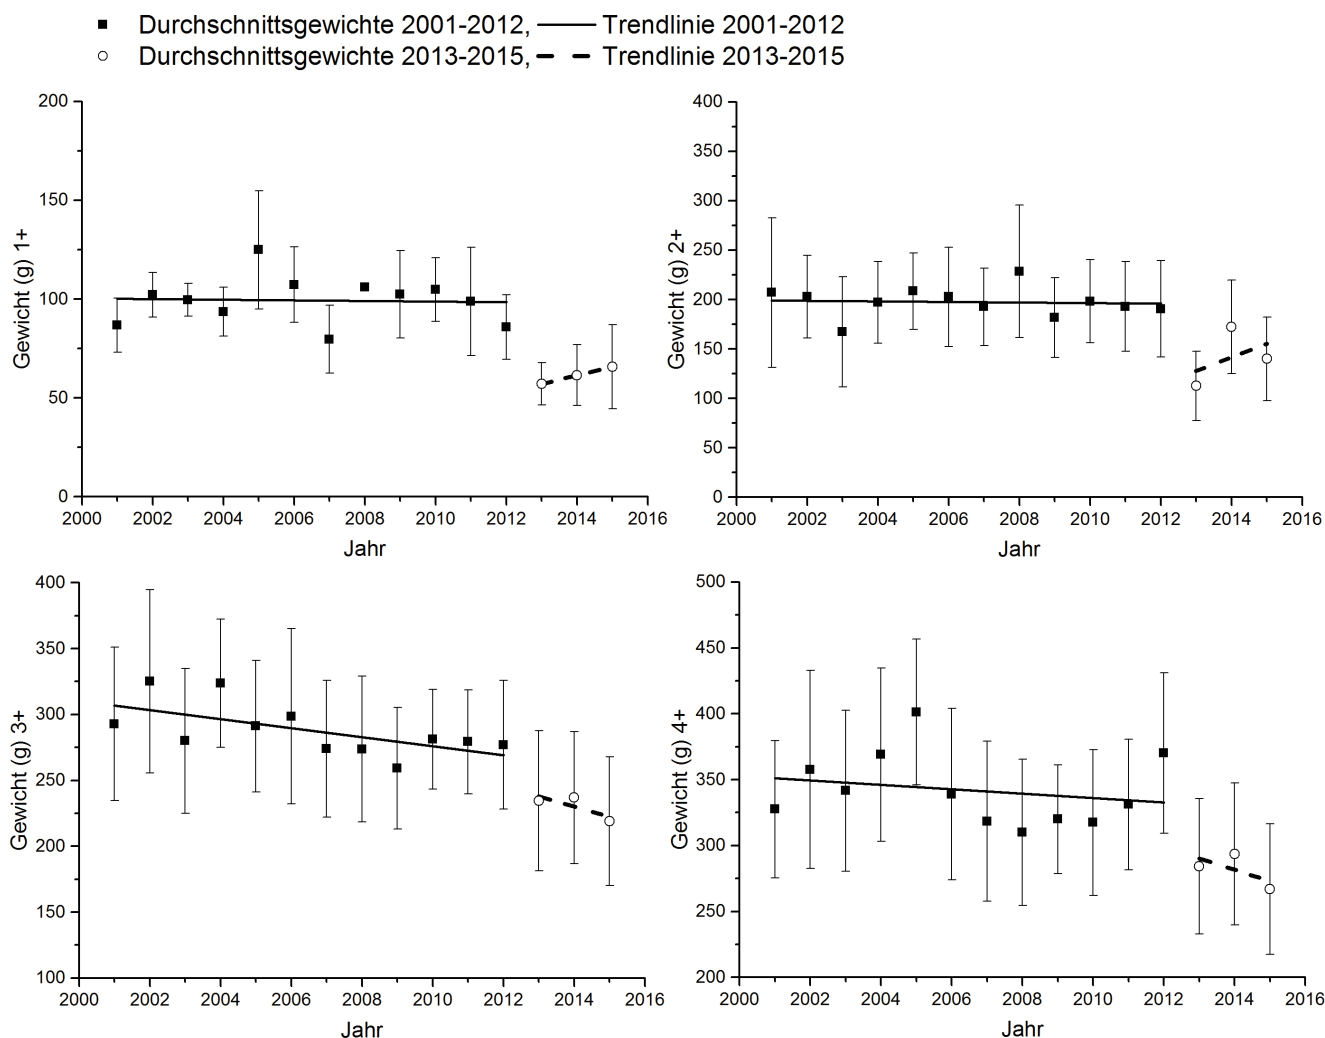 Durchschnittsgewichte 2001-2012, Trendlinie 2001-2012
Durchschnittsgewichte 2013-2015, Trendlinie 2013-2015
200
150
100
50
0
Gewicht (g) 1+
2000 2002 2004 2006 2008 2010 2012 2014 2016
Jahr
400
350
300
250
200
150
100
50
0
Gewicht (g) 2+
2000 2002 2004 2006 2008 2010 2012 2014 2016
Jahr
400
350
300
250
200
150
100
Gewicht (g) 3+
2000 2002 2004 2006 2008 2010 2012 2014 2016
Jahr
500
450
400
350
300
250
200
Gewicht (g) 4+
2000 2002 2004 2006 2008 2010 2012 2014 2016
Jahr